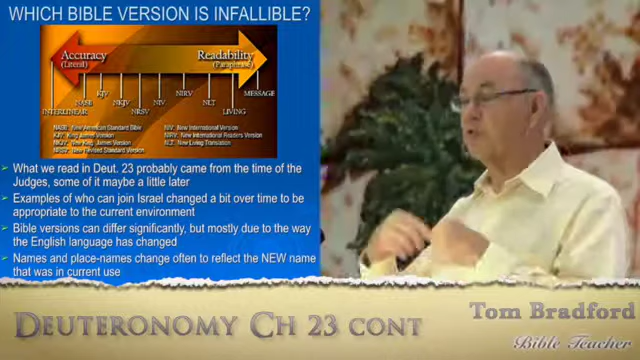 WHICH BIBLE VERSION IS INFALLIBLE?
Accuracy
(Literal)
Readability
(Paraphrase)
INTERLINEAR
NASB
KJV
NKJV
NRSV
NIV
NIRV
NLT
LIVING
MESSAGE
NASB: New American Standard Bible
KJV: King James Version
NKJV: New King James Version
NRSV: New Revised Standard Version
NIV: New International Version
NIRV: New International Readers Version
NLT: New Living Translation
What we read in Deut. 23 probably came from the time of the
Judges, some of it maybe a little later
Examples of who can join Israel changed a bit over time to be
appropriate to the current environment
Bible versions can differ significantly, but mostly due to the way
the English language has changed
Names and place-names change often to reflect the NEW name
that was in current use
Tom Bradford
Deuteronomy Ch 23 cont
Bible Teacher